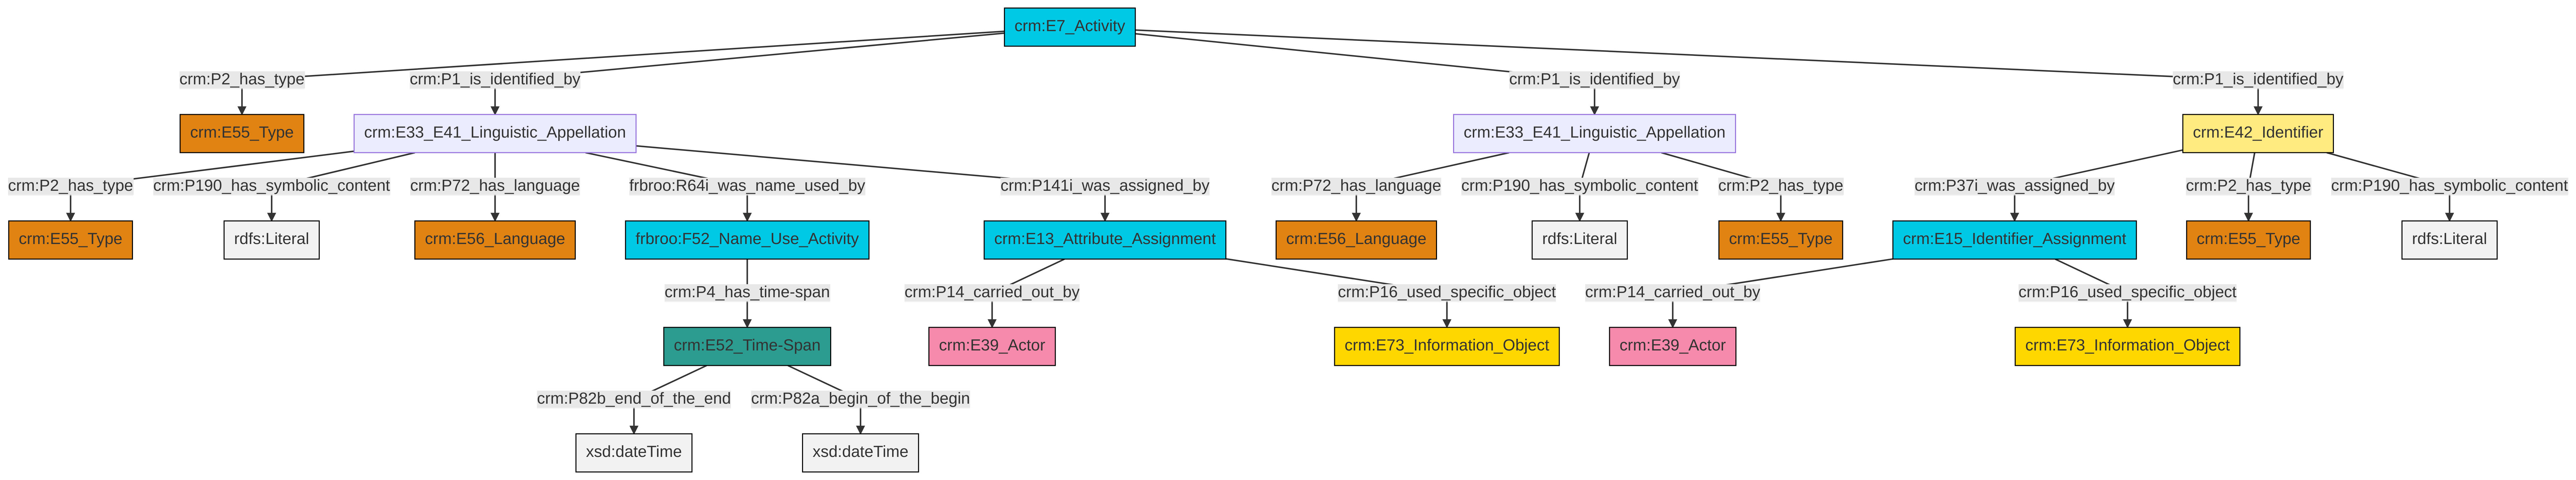 crm:E7_Activity
crm:P2_has_type
crm:P1_is_identified_by
crm:P1_is_identified_by
crm:P1_is_identified_by
crm:E55_Type
crm:E33_E41_Linguistic_Appellation
crm:E33_E41_Linguistic_Appellation
crm:E42_Identifier
crm:P2_has_type
crm:P190_has_symbolic_content
crm:P72_has_language
frbroo:R64i_was_name_used_by
crm:P141i_was_assigned_by
crm:P72_has_language
crm:P190_has_symbolic_content
crm:P2_has_type
crm:P37i_was_assigned_by
crm:P2_has_type
crm:P190_has_symbolic_content
crm:E55_Type
rdfs:Literal
crm:E56_Language
frbroo:F52_Name_Use_Activity
crm:E13_Attribute_Assignment
crm:E56_Language
rdfs:Literal
crm:E55_Type
crm:E15_Identifier_Assignment
crm:E55_Type
rdfs:Literal
crm:P4_has_time-span
crm:P14_carried_out_by
crm:P16_used_specific_object
crm:P14_carried_out_by
crm:P16_used_specific_object
crm:E52_Time-Span
crm:E39_Actor
crm:E73_Information_Object
crm:E39_Actor
crm:E73_Information_Object
crm:P82b_end_of_the_end
crm:P82a_begin_of_the_begin
xsd:dateTime
xsd:dateTime